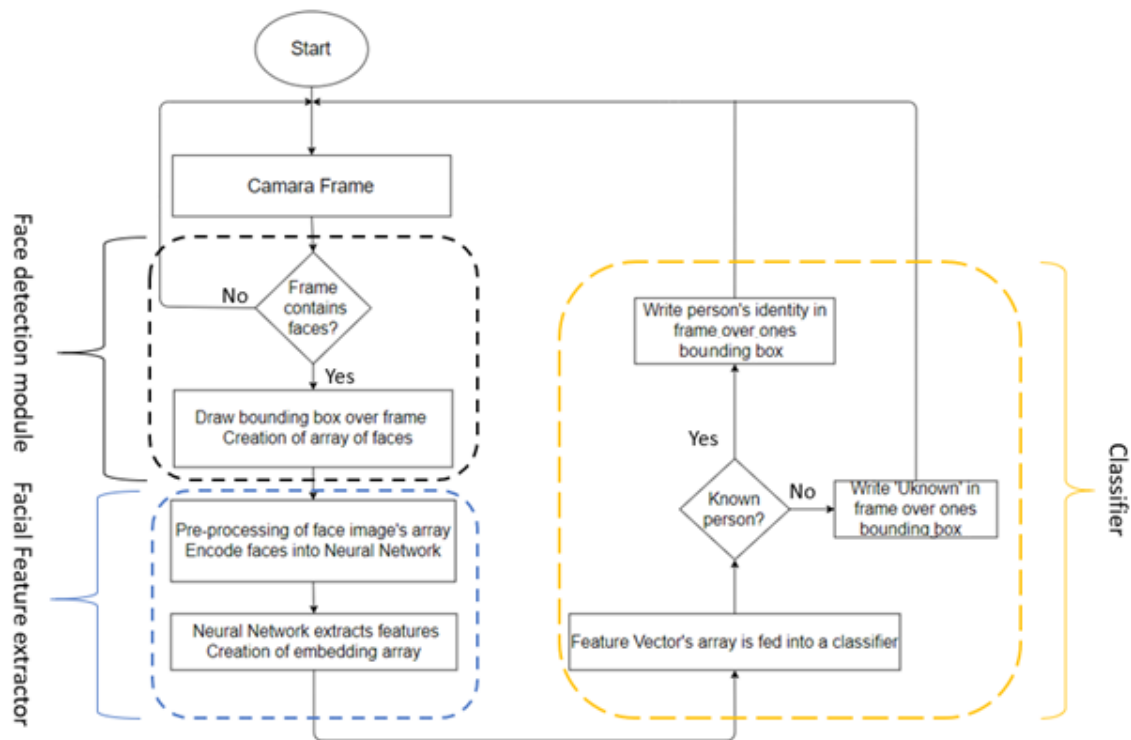 Start
Camara Frame
Face detection module
Frame
contains
faces?
No
Yes
Draw bounding box over frame
Creation of array of faces
Facial Feature extractor
Pre-processing of face image's array
Encode faces into Neural Network
Neural Network extracts features
Creation of embedding array
Classifier
Write person's identity in
frame over ones
bounding box
Yes
Known
person?
No
Write 'Uknown' in
frame over ones
bounding box
Feature Vector's array is fed into a classifier